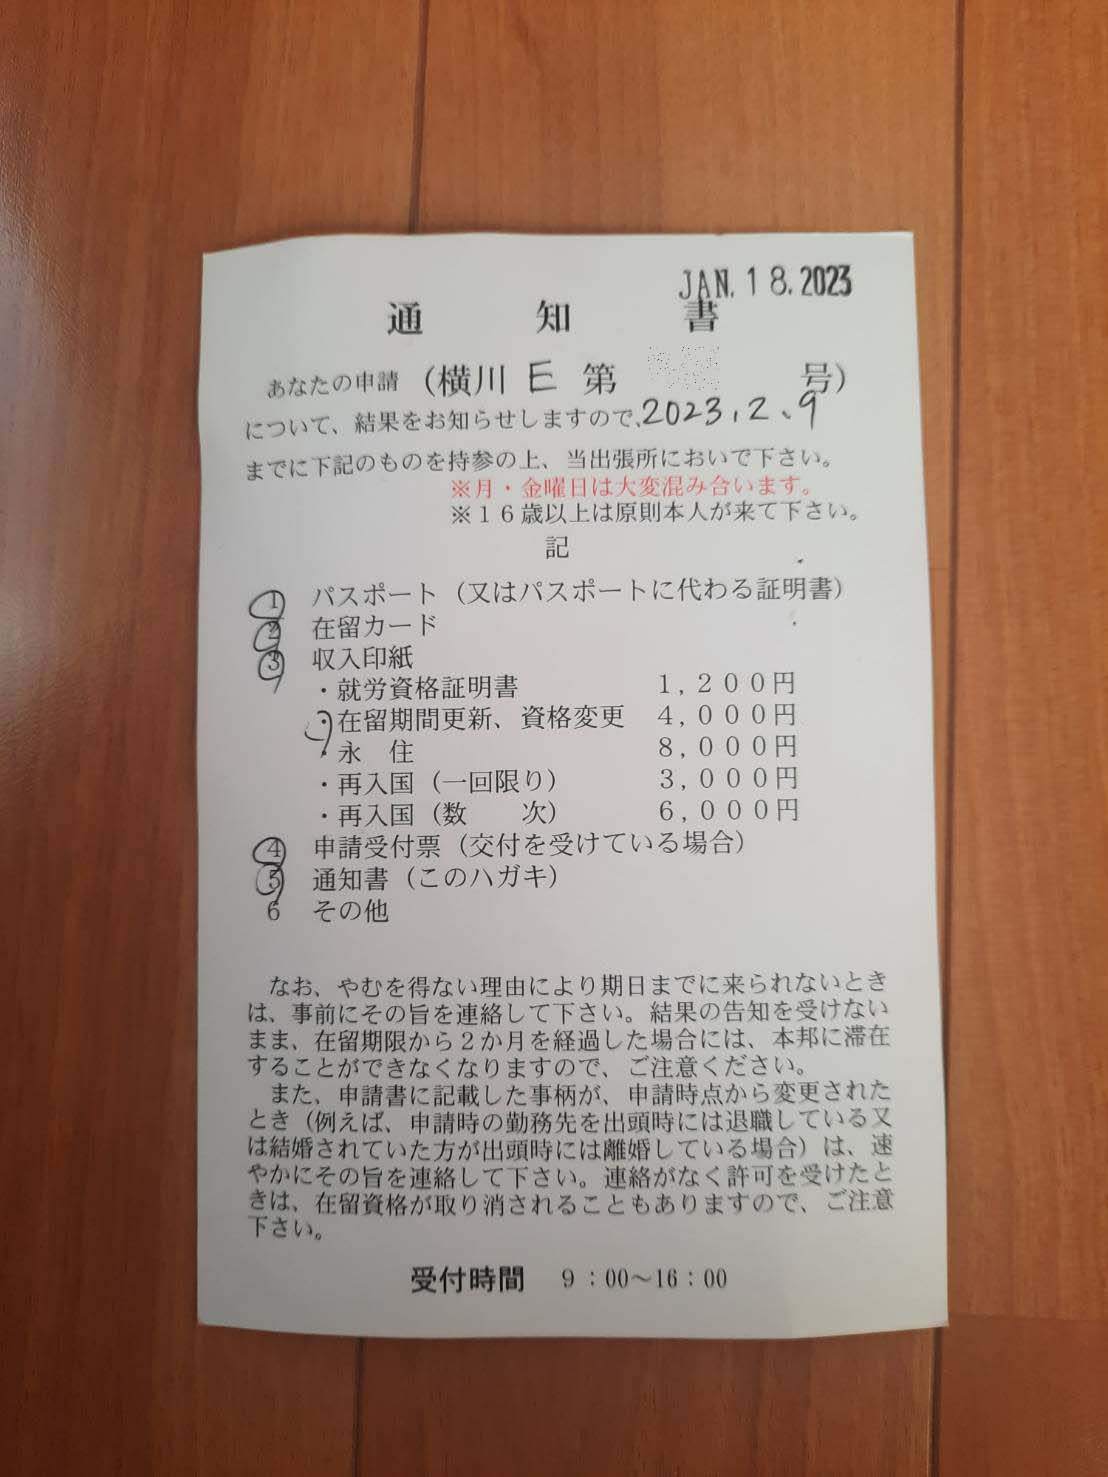 JAN.18.2023
通知書
あなたの申請（横川 E 第 号）
について、結果をお知らせしますので、2023.2.9
までに下記のものを持参の上、当出張所においで下さい。
※月・金曜日は大変混み合います。
※１６歳以上は原則本人が来て下さい。
記
1 パスポート（又はパスポートに代わる証明書）
2 在留カード
3 収入印紙
・就労資格証明書 １,２００円
・在留期間更新、資格変更 ４,０００円
・永　住 ８,０００円
・再入国（一回限り） ３,０００円
・再入国（数　次） ６,０００円
4 申請受付票（交付を受けている場合）
5 通知書（このハガキ）
6 その他
なお、やむを得ない理由により期日までに来られないとき
は、事前にその旨を連絡して下さい。結果の告知を受けない
まま、在留期限から２か月を経過した場合には、本邦に滞在
することができなくなりますので、ご注意ください。
また、申請書に記載した事柄が、申請時点から変更された
とき（例えば、申請時の勤務先を出頭時には退職している又
は結婚されていた方が出頭時には離婚している場合）は、速
やかにその旨を連絡して下さい。連絡がなく許可を受けたと
きは、在留資格が取り消されることもありますので、ご注意
下さい。
受付時間　９：00～16：00